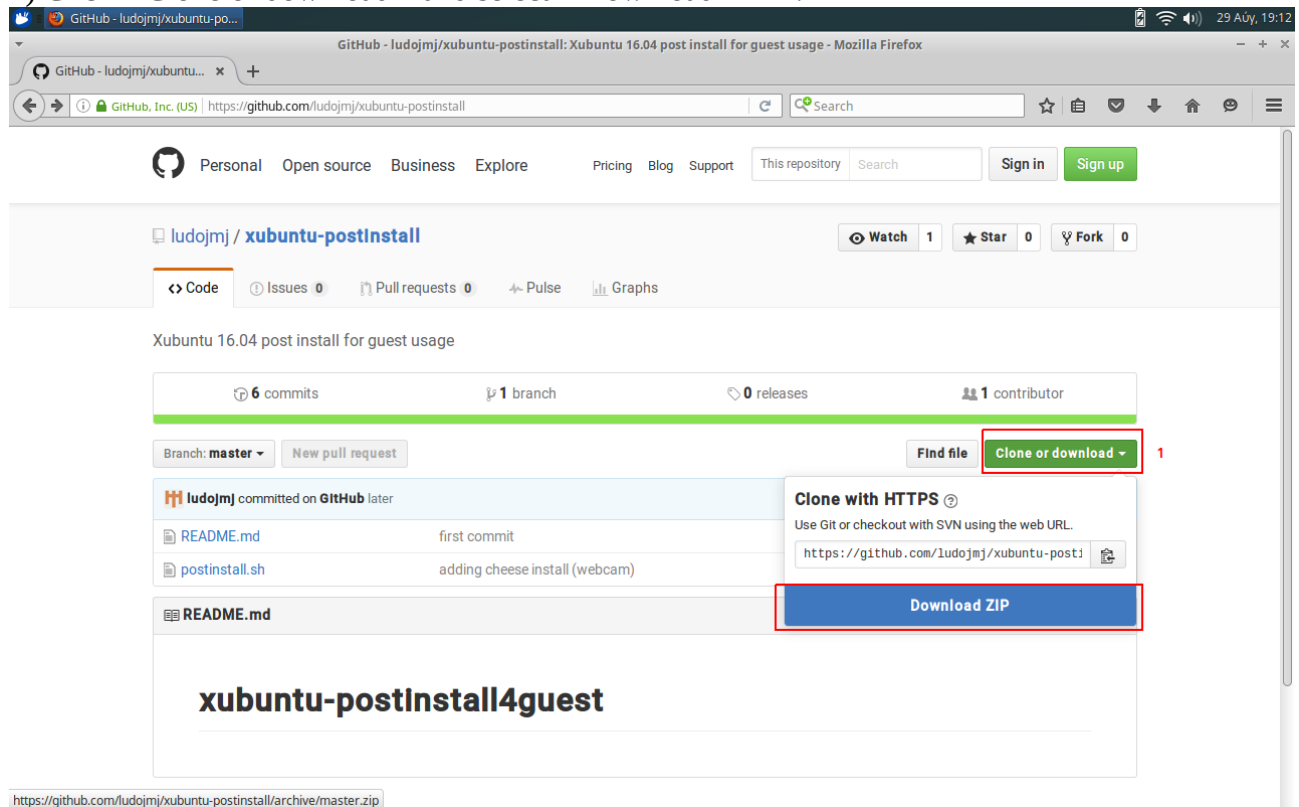 GitHub - ludojmj/xubuntu-po...
29 Αύγ, 19:12
GitHub - ludojmj/xubuntu-postinstall: Xubuntu 16.04 post install for guest usage - Mozilla Firefox
GitHub - ludojmj/xubuntu...
GitHub, Inc. (US) https://github.com/ludojmj/xubuntu-postinstall Search
Personal Open source Business Explore Pricing Blog Support This repository Search Sign in Sign up
ludojmj / xubuntu-postinstall Watch 1 Star 0 Fork 0
Code Issues 0 Pull requests 0 Pulse Graphs
Xubuntu 16.04 post install for guest usage
6 commits 1 branch 0 releases 1 contributor
Branch: master New pull request Find file Clone or download 1
ludojmj committed on GitHub later
README.md first commit
postinstall.sh adding cheese install (webcam)
Clone with HTTPS
Use Git or checkout with SVN using the web URL.
https://github.com/ludojmj/xubuntu-posti
Download ZIP
README.md
xubuntu-postinstall4guest
https://github.com/ludojmj/xubuntu-postinstall/archive/master.zip